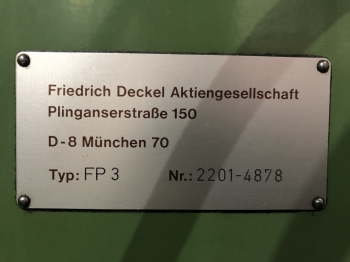 Friedrich Deckel Aktiengesellschaft
Plinganserstraße 150
D-8 München 70
Typ: FP 3 Nr.: 2201-4878